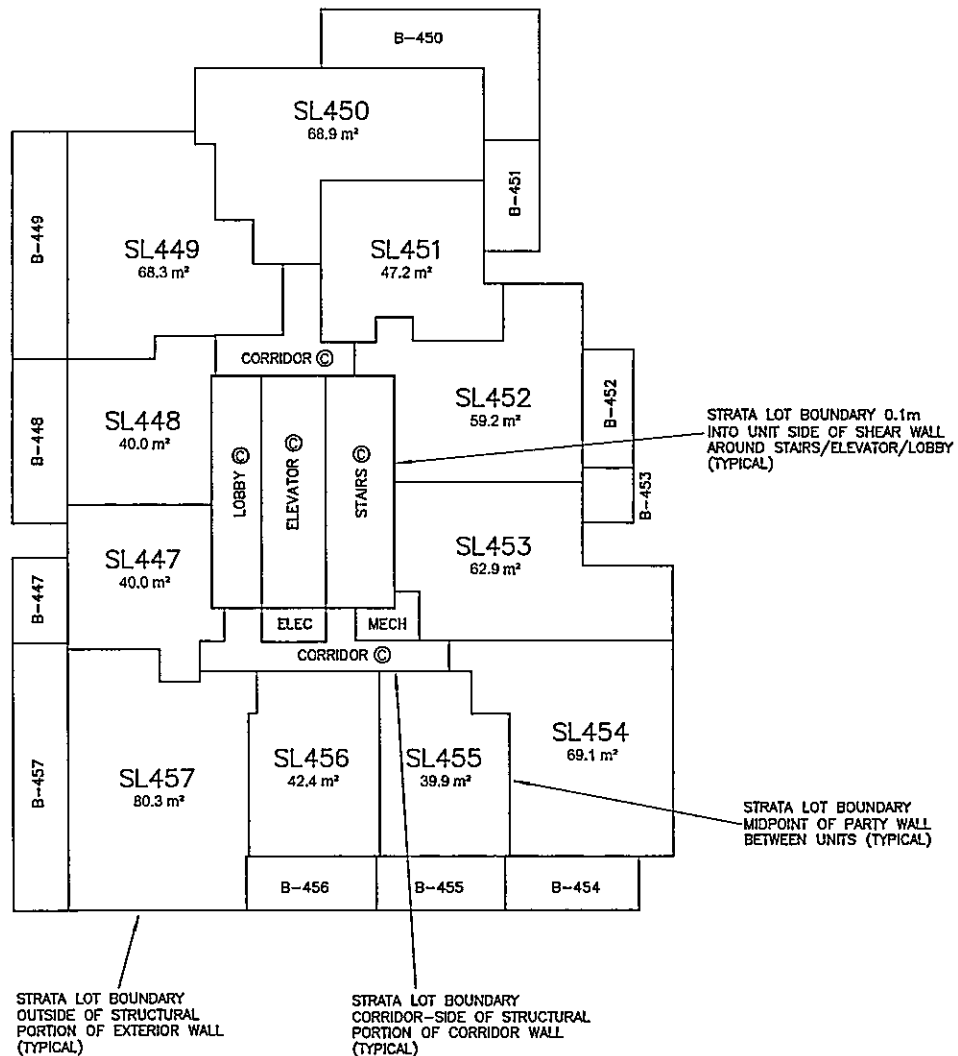 B-450
SL450
68.9 m²
B-449
B-451
SL449
68.3 m²
SL451
47.2 m²
CORRIDOR ©
B-448
SL448
40.0 m²
SL452
59.2 m²
B-452
STRATA LOT BOUNDARY 0.1m
INTO UNIT SIDE OF SHEAR WALL
AROUND STAIRS/ELEVATOR/LOBBY
(TYPICAL)
LOBBY ©
ELEVATOR ©
STAIRS ©
B-453
SL447
40.0 m²
B-447
SL453
62.9 m²
ELEC
MECH
CORRIDOR ©
SL454
69.1 m²
SL457
80.3 m²
SL456
42.4 m²
SL455
39.9 m²
B-457
STRATA LOT BOUNDARY
MIDPOINT OF PARTY WALL
BETWEEN UNITS (TYPICAL)
B-456
B-455
B-454
STRATA LOT BOUNDARY
OUTSIDE OF STRUCTURAL
PORTION OF EXTERIOR WALL
(TYPICAL)
STRATA LOT BOUNDARY
CORRIDOR-SIDE OF STRUCTURAL
PORTION OF CORRIDOR WALL
(TYPICAL)